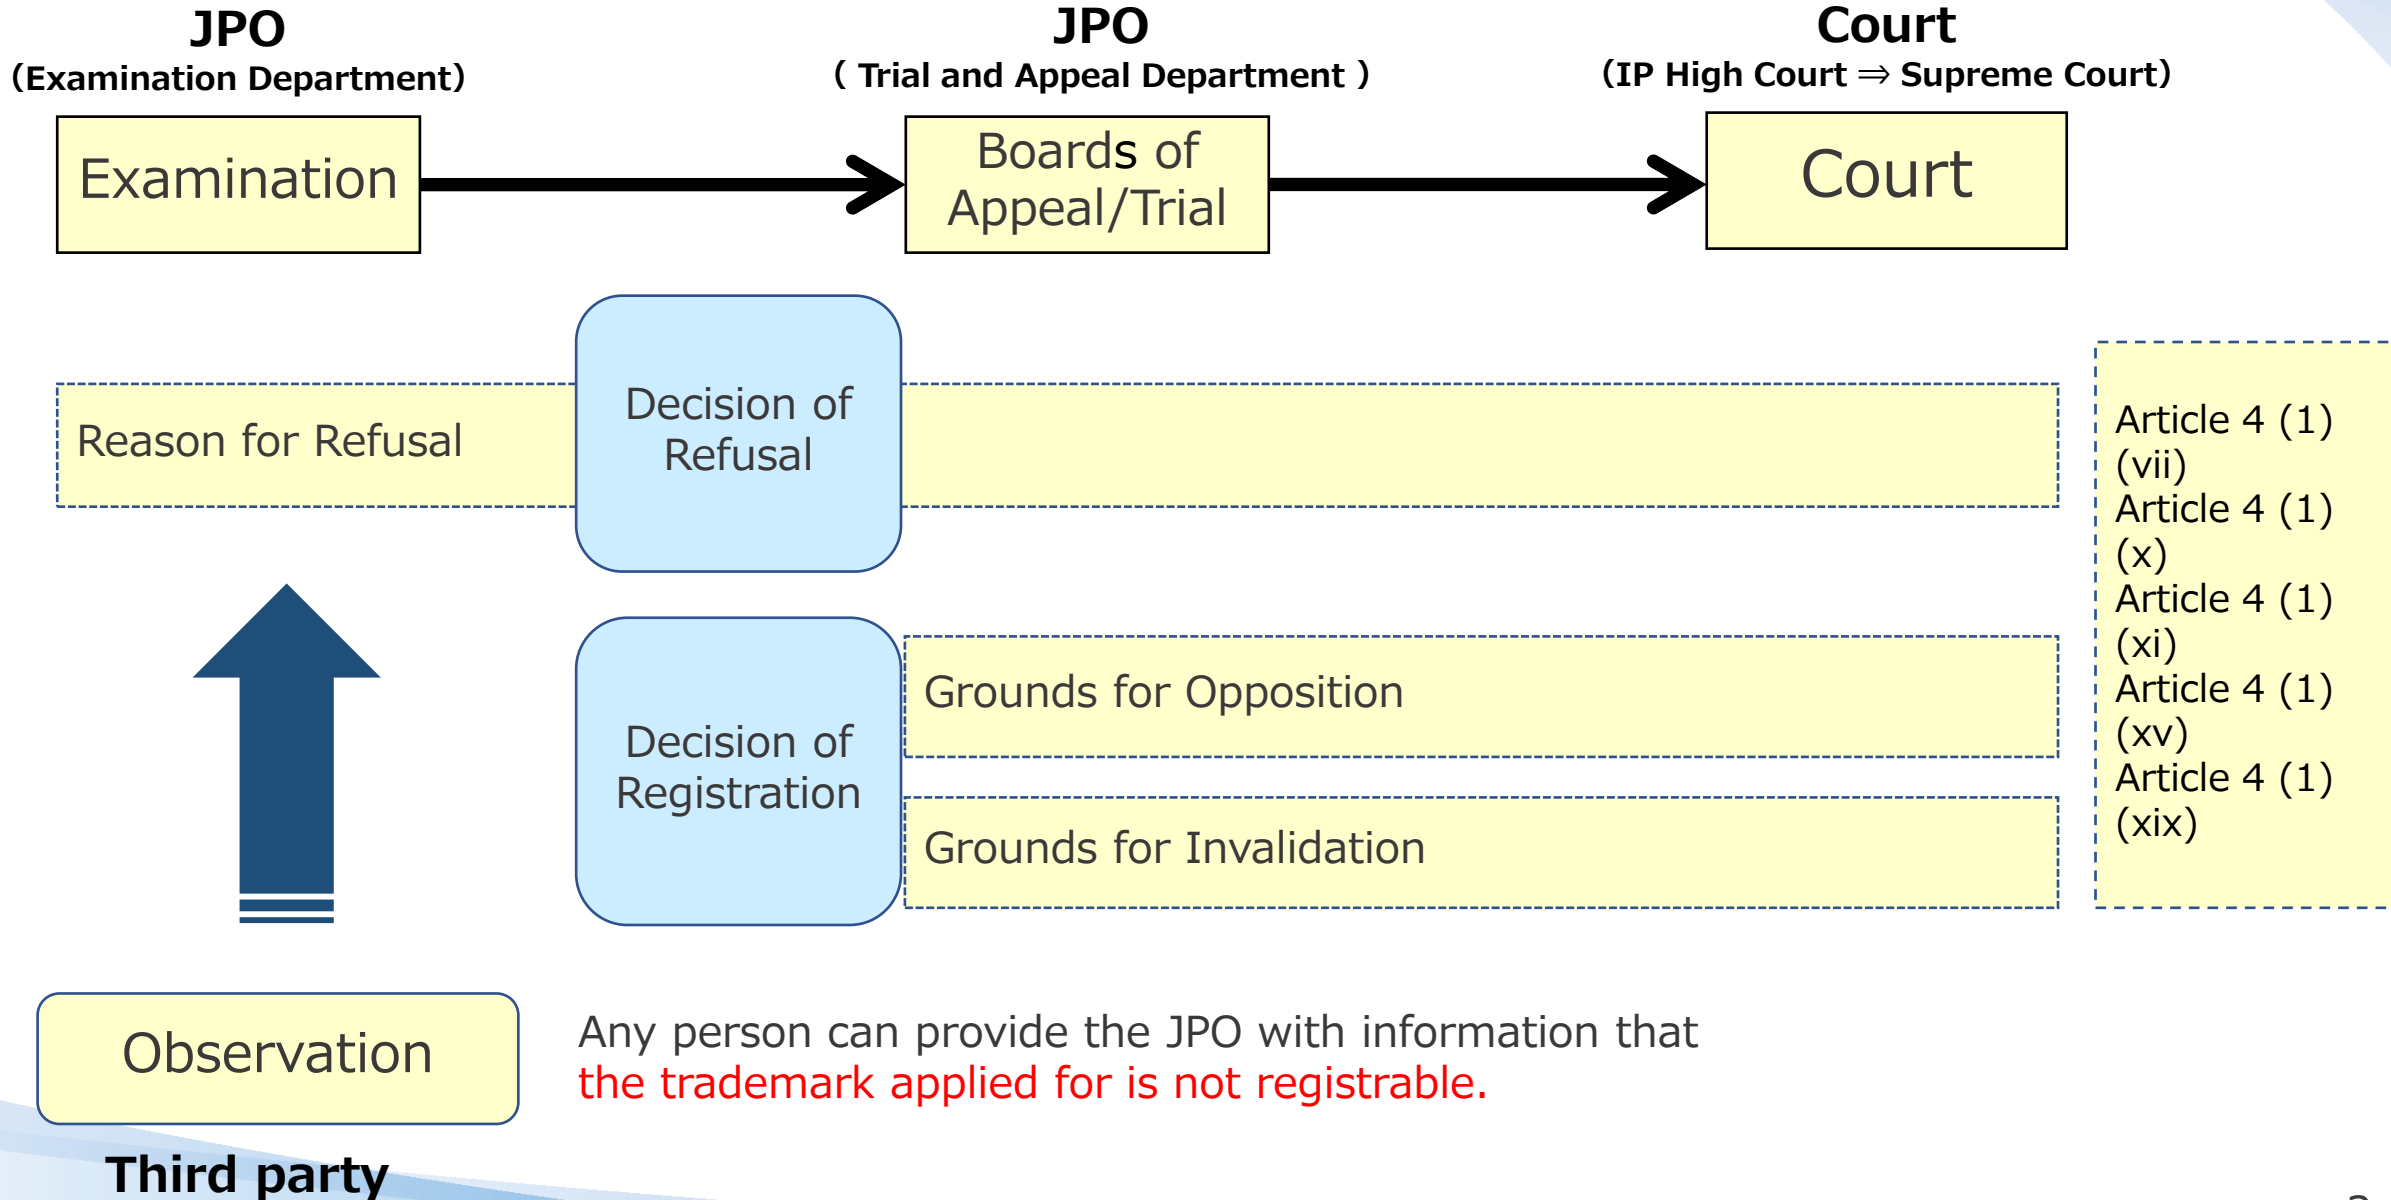 JPO
(Examination Department)
JPO
( Trial and Appeal Department )
Court
(IP High Court ⇒ Supreme Court)
Examination
Boards of
Appeal/Trial
Court
Reason for Refusal
Decision of
Refusal
Decision of
Registration
Grounds for Opposition
Grounds for Invalidation
Article 4 (1)
(vii)
Article 4 (1)
(x)
Article 4 (1)
(xi)
Article 4 (1)
(xv)
Article 4 (1)
(xix)
Observation
Any person can provide the JPO with information that
the trademark applied for is not registrable.
Third party